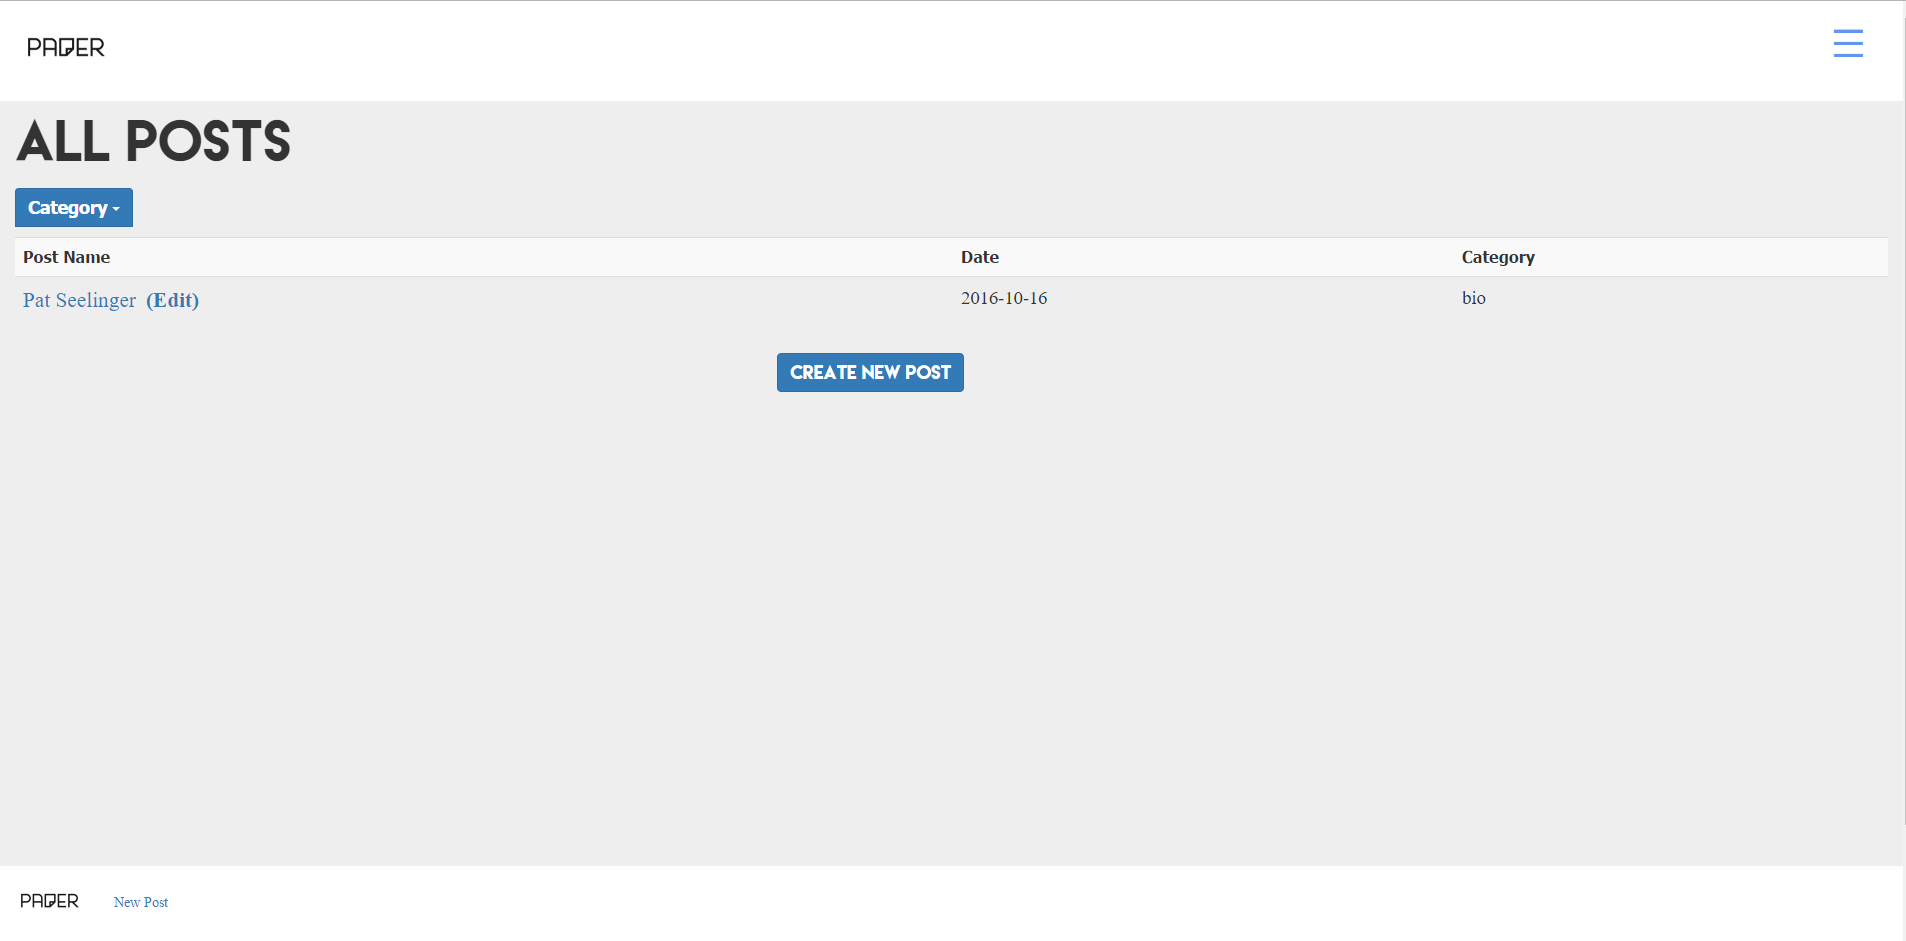 PAPER
ALL POSTS
Category
Post Name Date Category
Pat Seelinger (Edit) 2016-10-16 bio
CREATE NEW POST
PAPER New Post